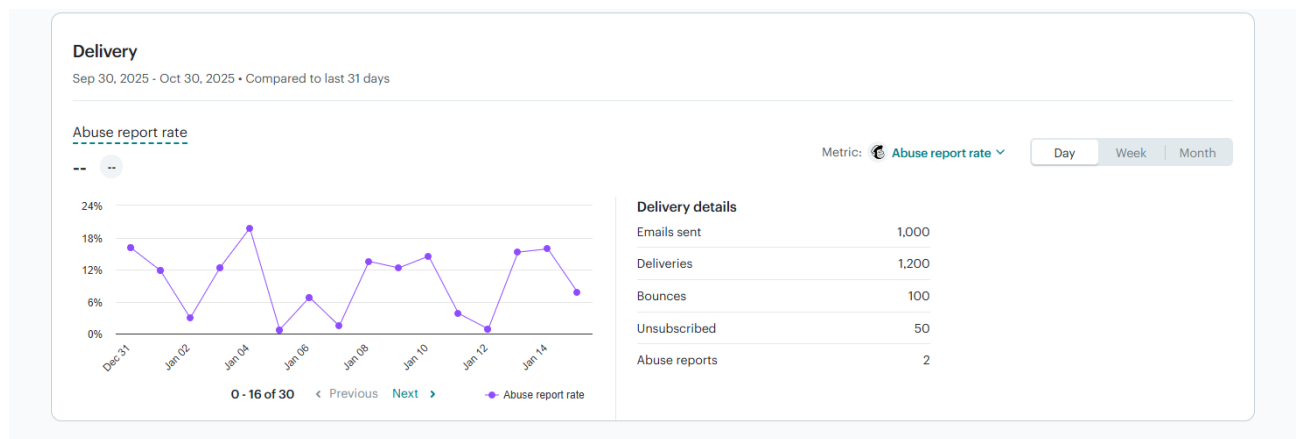 Delivery
Sep 30, 2025 - Oct 30, 2025 • Compared to last 31 days
Abuse report rate
-- --
Metric: Abuse report rate Day Week Month
24%
18%
12%
6%
0%
Dec 31 Jan 02 Jan 04 Jan 06 Jan 08 Jan 10 Jan 12 Jan 14
0 - 16 of 30 < Previous Next > Abuse report rate
Delivery details
Emails sent 1,000
Deliveries 1,200
Bounces 100
Unsubscribed 50
Abuse reports 2